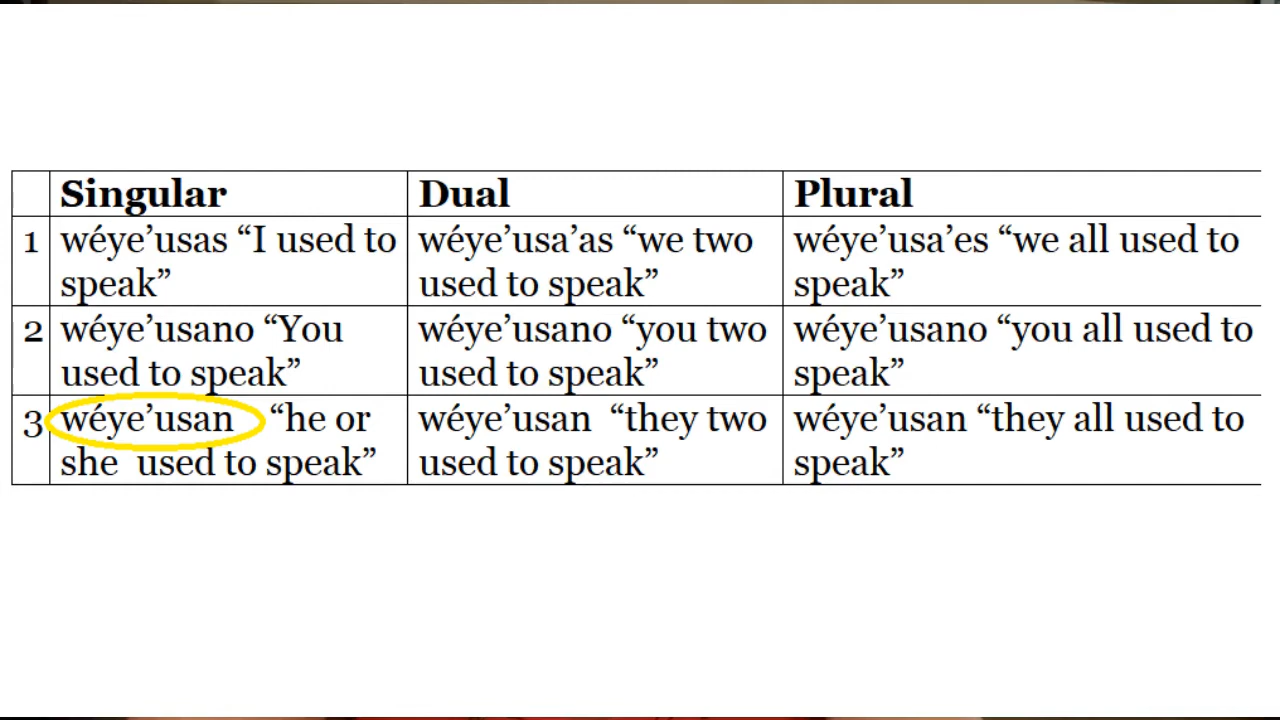 Singular Dual Plural
1 wéye’usas “I used to speak” wéye’usa’as “we two used to speak” wéye’usa’es “we all used to speak”
2 wéye’usano “You used to speak” wéye’usano “you two used to speak” wéye’usano “you all used to speak”
3 wéye’usan “he or she used to speak” wéye’usan “they two used to speak” wéye’usan “they all used to speak”